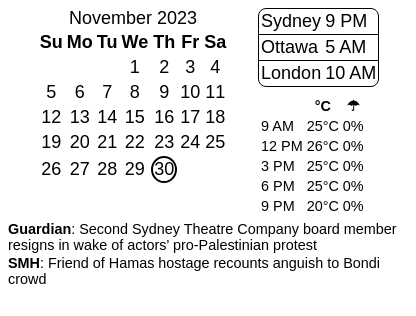 November 2023
Su Mo Tu We Th Fr Sa
1 2 3 4
5 6 7 8 9 10 11
12 13 14 15 16 17 18
19 20 21 22 23 24 25
26 27 28 29 30
Sydney 9 PM
Ottawa 5 AM
London 10 AM
°C ☂
9 AM 25°C 0%
12 PM 26°C 0%
3 PM 25°C 0%
6 PM 25°C 0%
9 PM 20°C 0%
Guardian: Second Sydney Theatre Company board member
resigns in wake of actors’ pro-Palestinian protest
SMH: Friend of Hamas hostage recounts anguish to Bondi
crowd